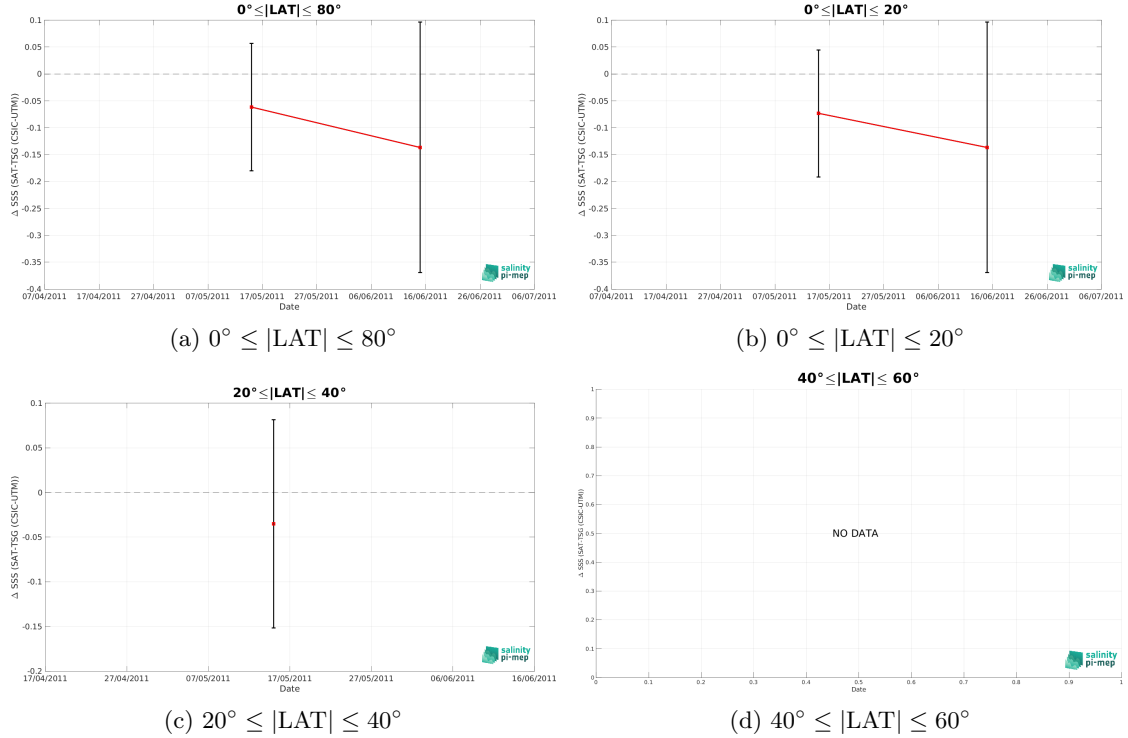 0°≤|LAT|≤ 80°
0.1
0.05
0
-0.05
-0.1
-0.15
-0.2
-0.25
-0.3
-0.35
-0.4
Δ SSS (SAT-TSG (CSIC-UTM))
07/04/2011 17/04/2011 27/04/2011 07/05/2011 17/05/2011 27/05/2011 06/06/2011 16/06/2011 26/06/2011 06/07/2011
Date
salinity
pi-mep
(a) 0° ≤ |LAT| ≤ 80°
0°≤|LAT|≤ 20°
0.1
0.05
0
-0.05
-0.1
-0.15
-0.2
-0.25
-0.3
-0.35
-0.4
Δ SSS (SAT-TSG (CSIC-UTM))
07/04/2011 17/04/2011 27/04/2011 07/05/2011 17/05/2011 27/05/2011 06/06/2011 16/06/2011 26/06/2011 06/07/2011
Date
salinity
pi-mep
(b) 0° ≤ |LAT| ≤ 20°
20°≤|LAT|≤ 40°
0.1
0.05
0
-0.05
-0.1
-0.15
-0.2
Δ SSS (SAT-TSG (CSIC-UTM))
17/04/2011 27/04/2011 07/05/2011 17/05/2011 27/05/2011 06/06/2011 16/06/2011
Date
salinity
pi-mep
(c) 20° ≤ |LAT| ≤ 40°
40°≤|LAT|≤ 60°
1
0.9
0.8
0.7
0.6
0.5
0.4
0.3
0.2
0.1
0
Δ SSS (SAT-TSG (CSIC-UTM))
NO DATA
0 0.1 0.2 0.3 0.4 0.5 0.6 0.7 0.8 0.9 1
Date
salinity
pi-mep
(d) 40° ≤ |LAT| ≤ 60°